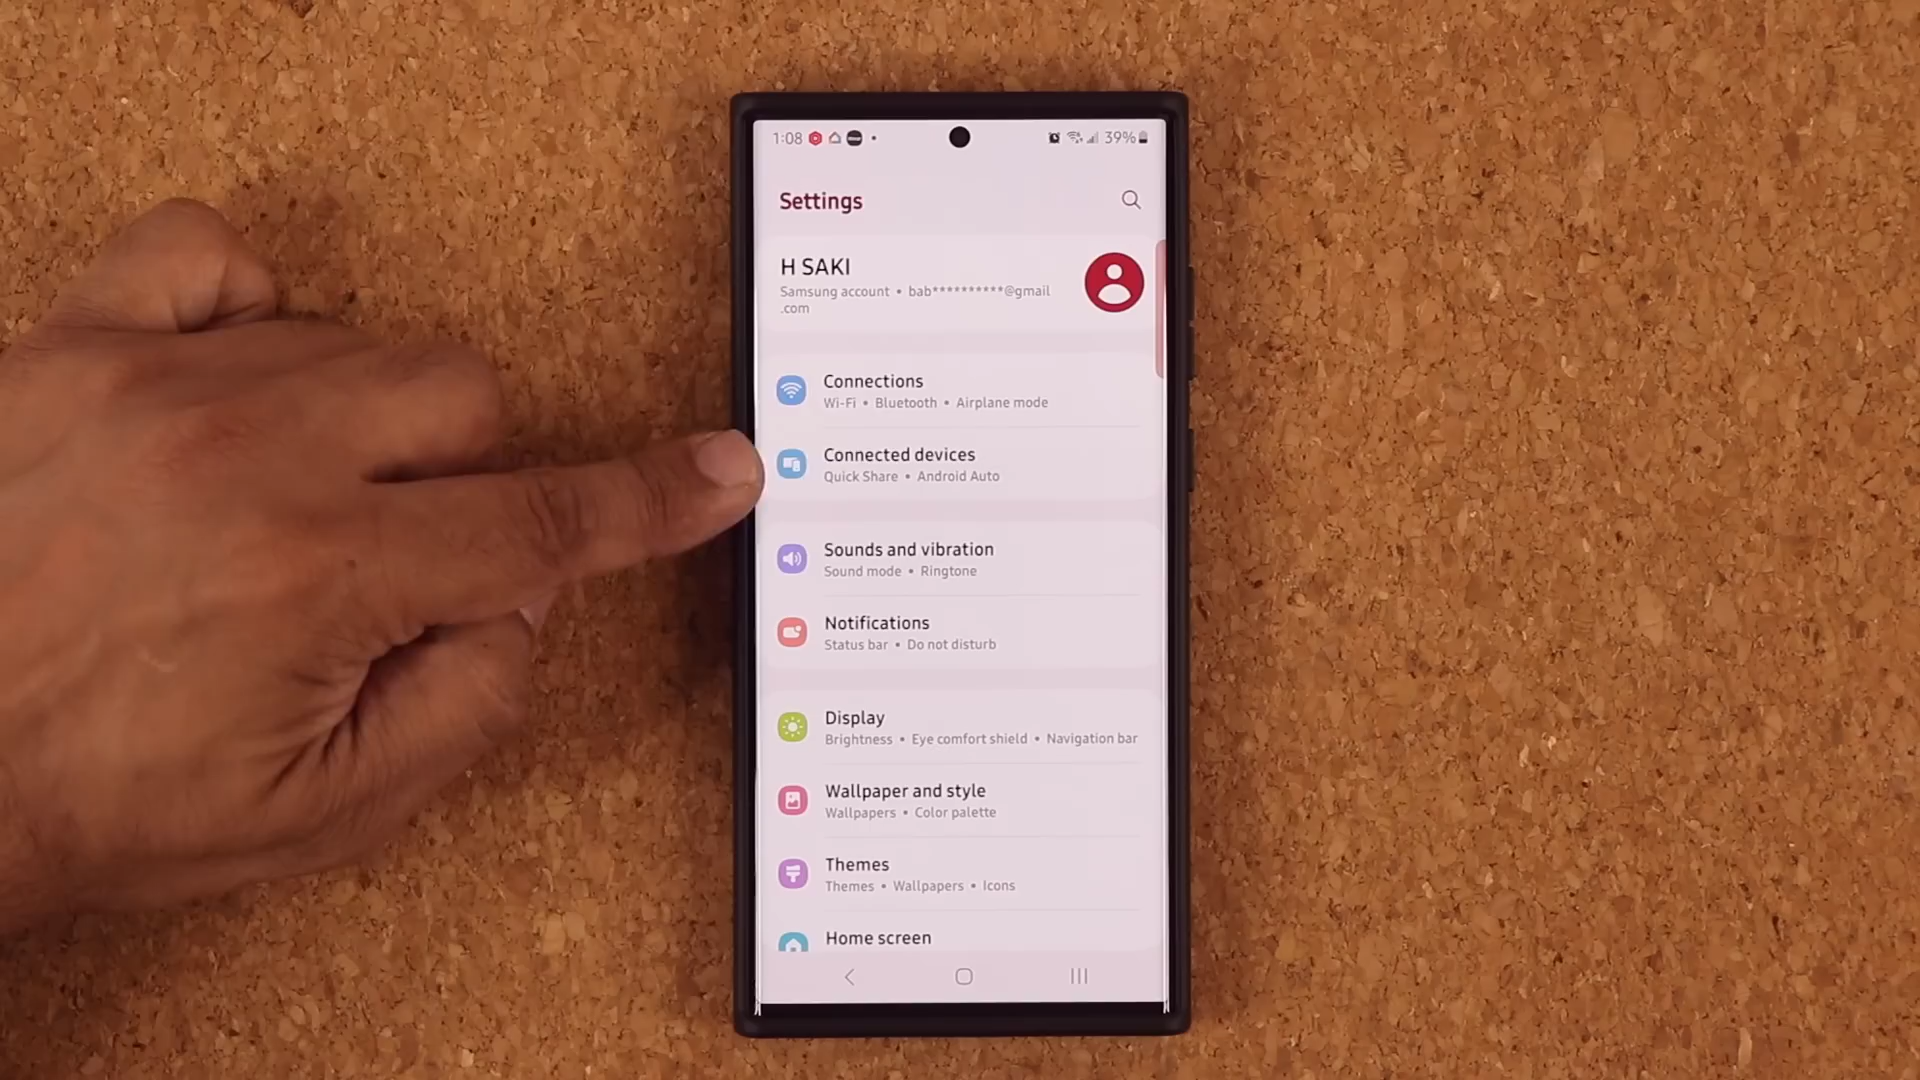 1:08
39%
Settings
H SAKI
Samsung account • bab**********@gmail
.com
Connections
Wi-Fi • Bluetooth • Airplane mode
Connected devices
Quick Share • Android Auto
Sounds and vibration
Sound mode • Ringtone
Notifications
Status bar • Do not disturb
Display
Brightness • Eye comfort shield • Navigation bar
Wallpaper and style
Wallpapers • Color palette
Themes
Themes • Wallpapers • Icons
Home screen